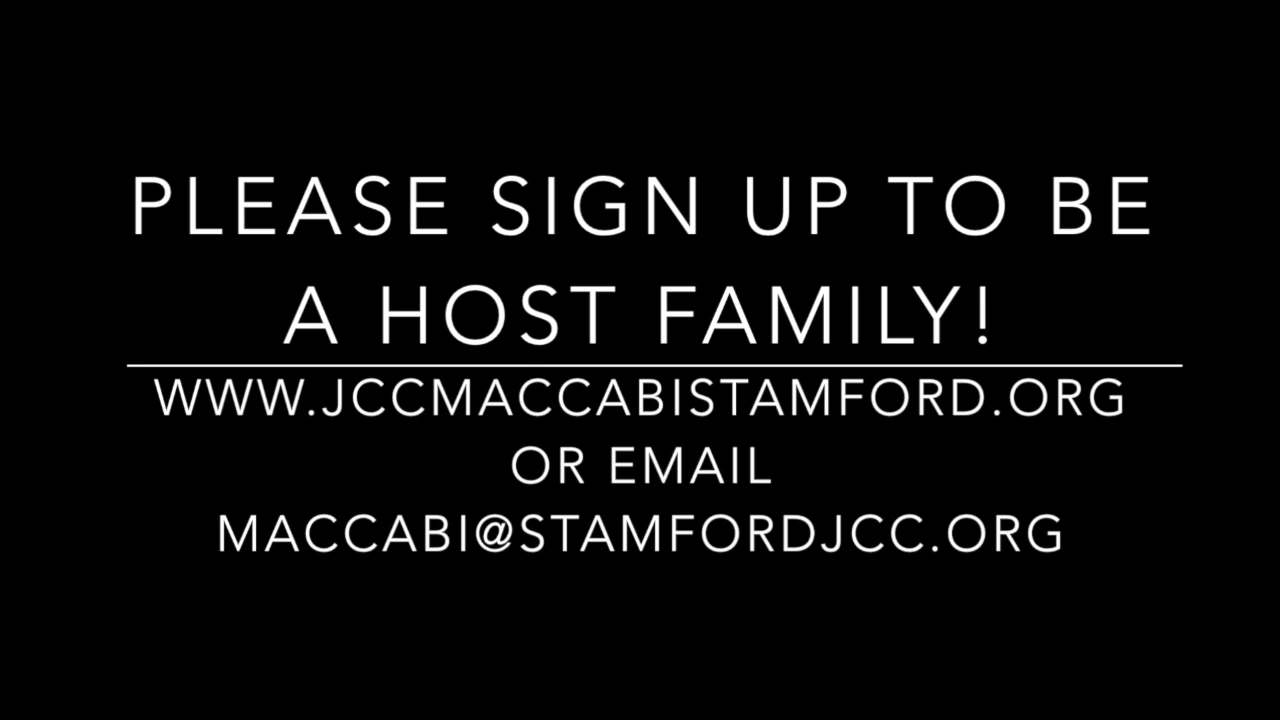 PLEASE SIGN UP TO BE
A HOST FAMILY!
WWW.JCCMACCABISTAMFORD.ORG
OR EMAIL
MACCABI@STAMFORDJCC.ORG